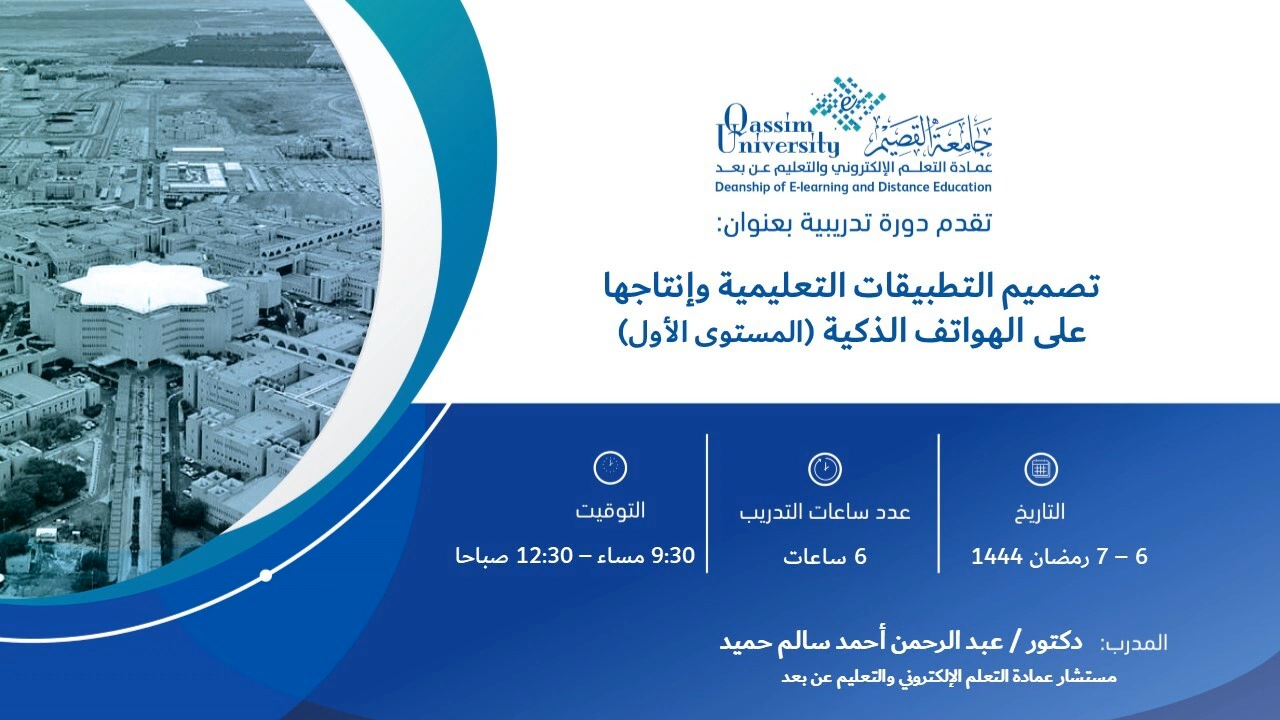 Qassim
University
جامعة القصيم
عمادة التعلم الإلكتروني والتعليم عن بعد
Deanship of E-learning and Distance Education
تقدم دورة تدريبية بعنوان:
تصميم التطبيقات التعليمية وإنتاجها
على الهواتف الذكية (المستوى الأول)
التاريخ
6 – 7 رمضان 1444
عدد ساعات التدريب
6 ساعات
التوقيت
9:30 مساء – 12:30 صباحا
المدرب: دكتور / عبد الرحمن أحمد سالم حميد
مستشار عمادة التعلم الإلكتروني والتعليم عن بعد